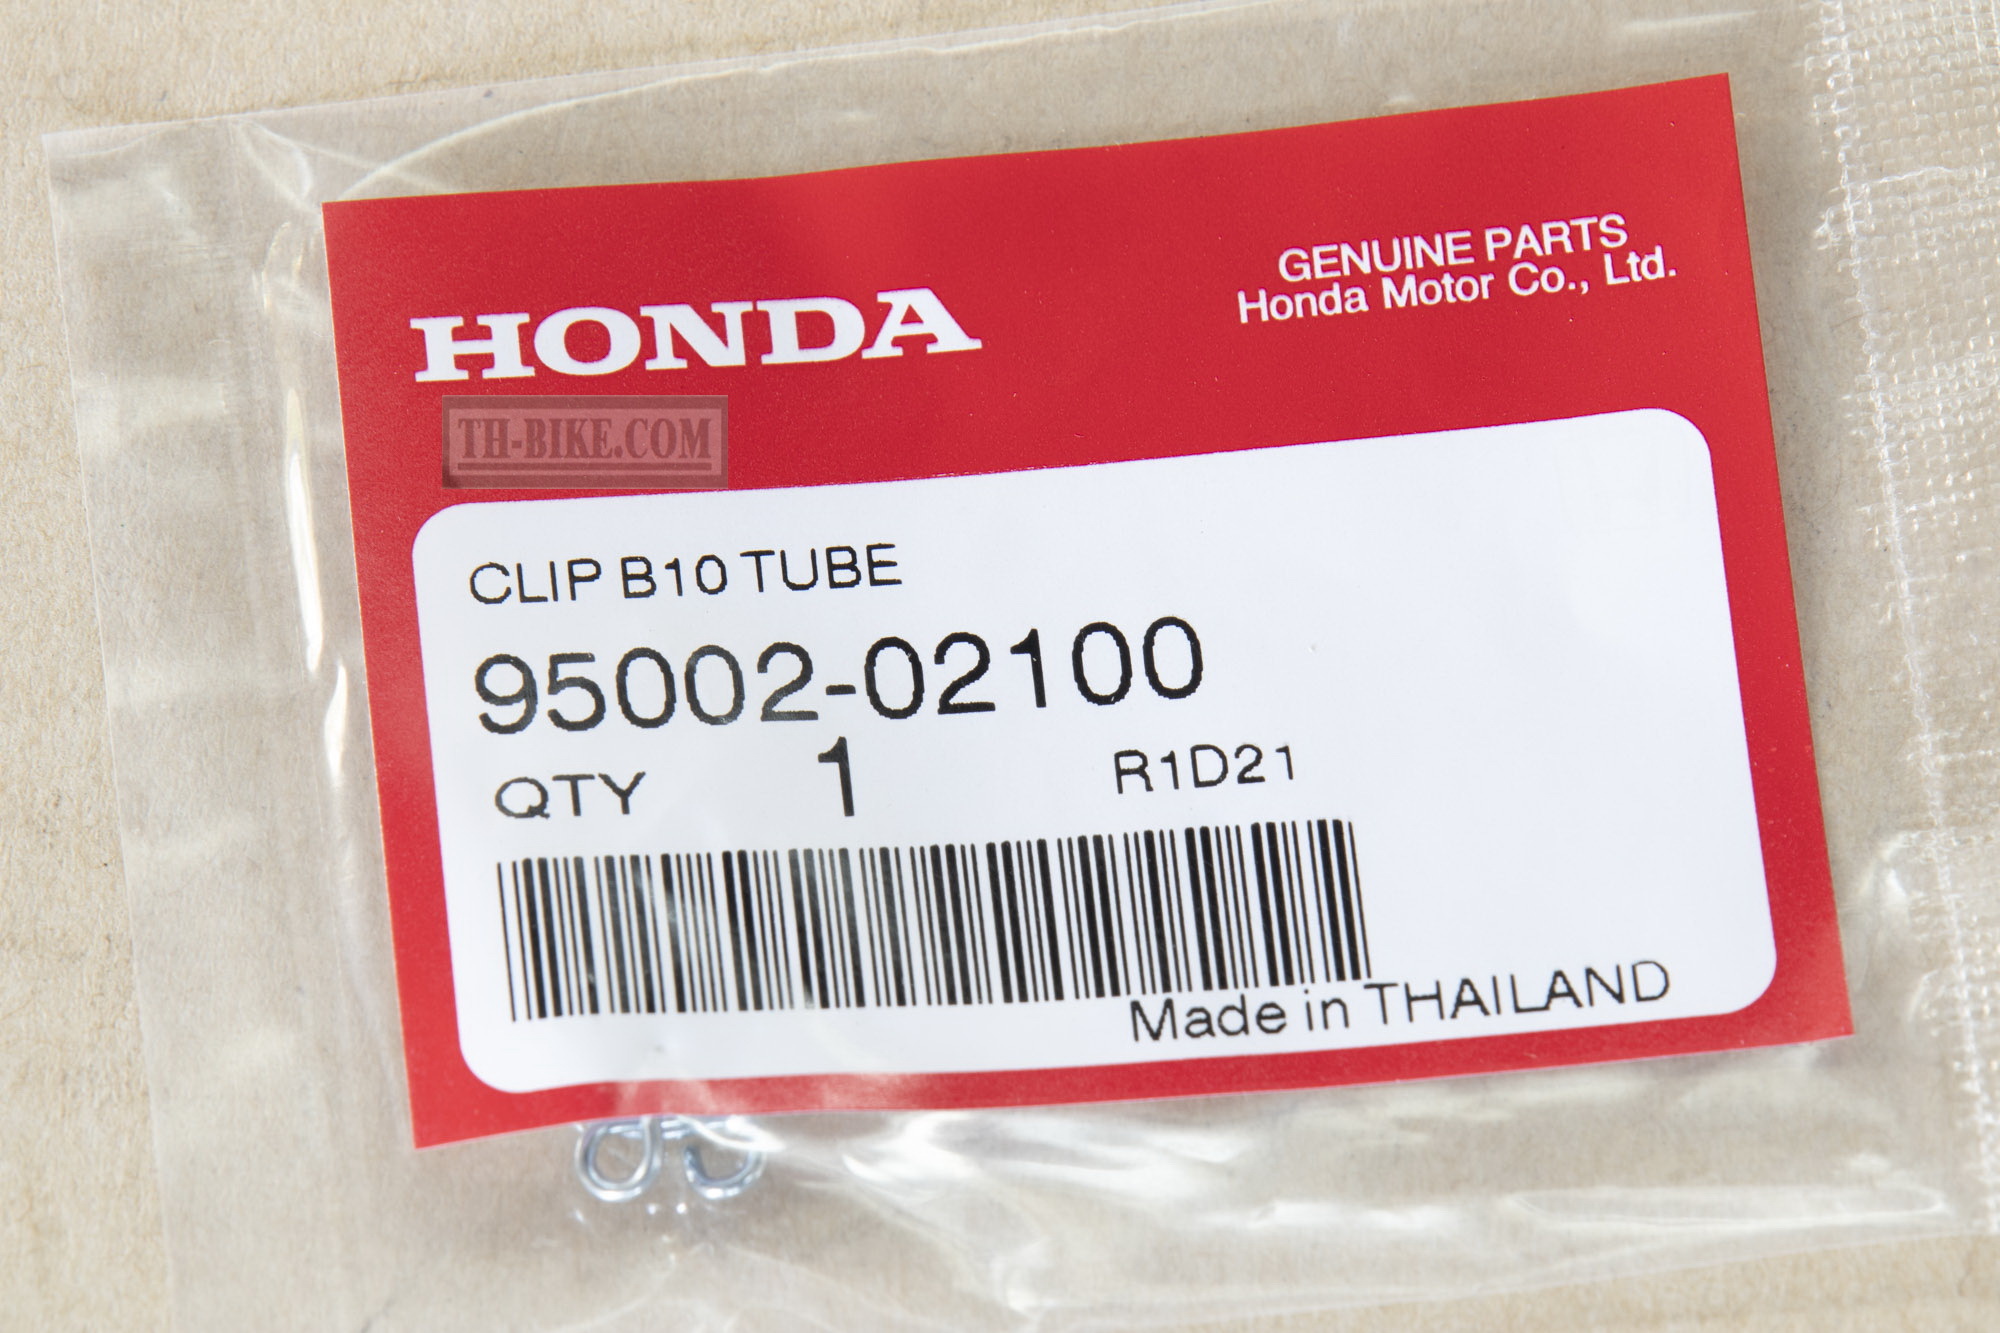 HONDA
GENUINE PARTS
Honda Motor Co., Ltd.
TH-BIKE.COM
CLIP B10 TUBE
95002-02100
QTY 1 R1D21
Made in THAILAND